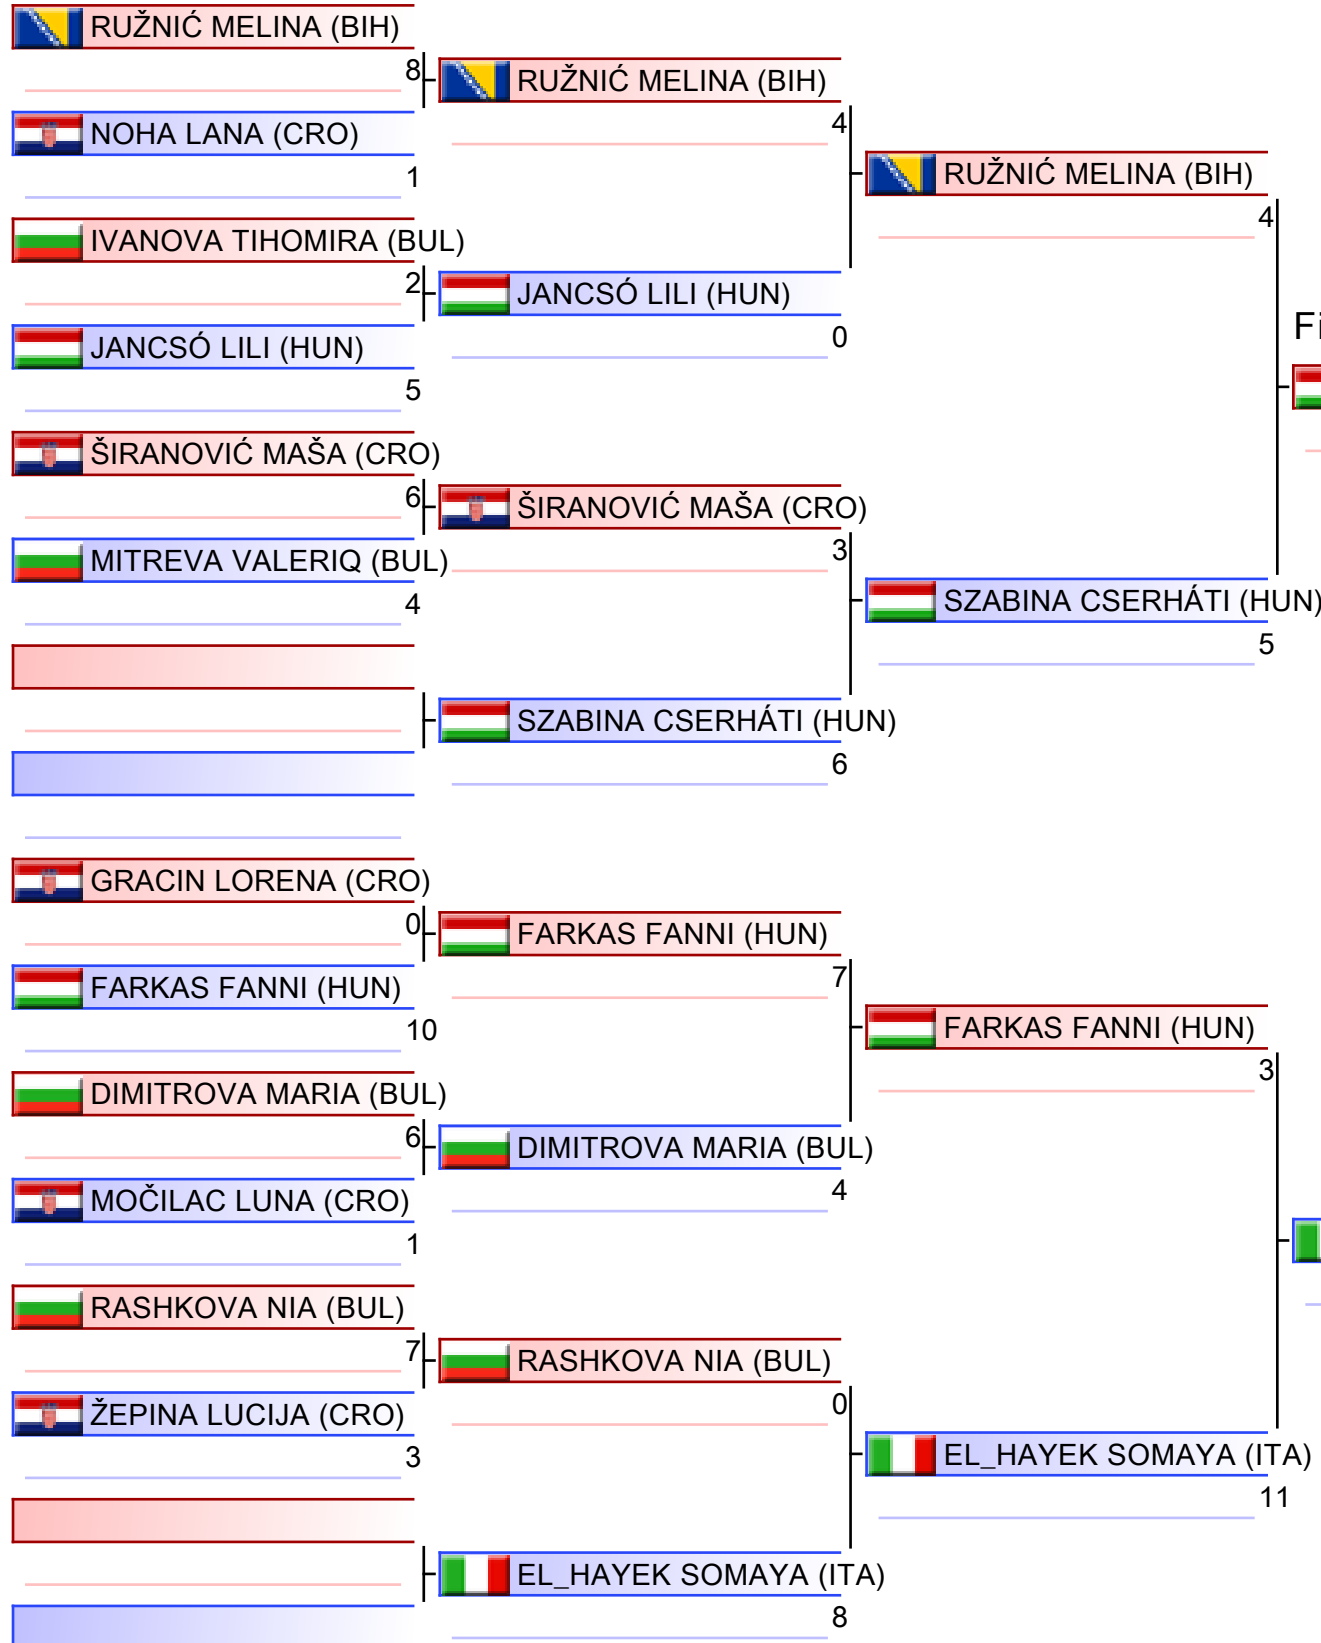 RUŽNIĆ MELINA (BIH)
8
NOHA LANA (CRO)
1
IVANOVA TIHOMIRA (BUL)
2
JANCSÓ LILI (HUN)
5
ŠIRANOVIĆ MAŠA (CRO)
6
MITREVA VALERIQ (BUL)
4
GRACIN LORENA (CRO)
0
FARKAS FANNI (HUN)
10
DIMITROVA MARIA (BUL)
6
MOČILAC LUNA (CRO)
1
RASHKOVA NIA (BUL)
7
ŽEPINA LUCIJA (CRO)
3
RUŽNIĆ MELINA (BIH)
4
JANCSÓ LILI (HUN)
0
ŠIRANOVIĆ MAŠA (CRO)
3
SZABINA CSERHÁTI (HUN)
6
FARKAS FANNI (HUN)
7
DIMITROVA MARIA (BUL)
4
RASHKOVA NIA (BUL)
0
EL_HAYEK SOMAYA (ITA)
8
RUŽNIĆ MELINA (BIH)
4
SZABINA CSERHÁTI (HUN)
5
FARKAS FANNI (HUN)
3
EL_HAYEK SOMAYA (ITA)
11